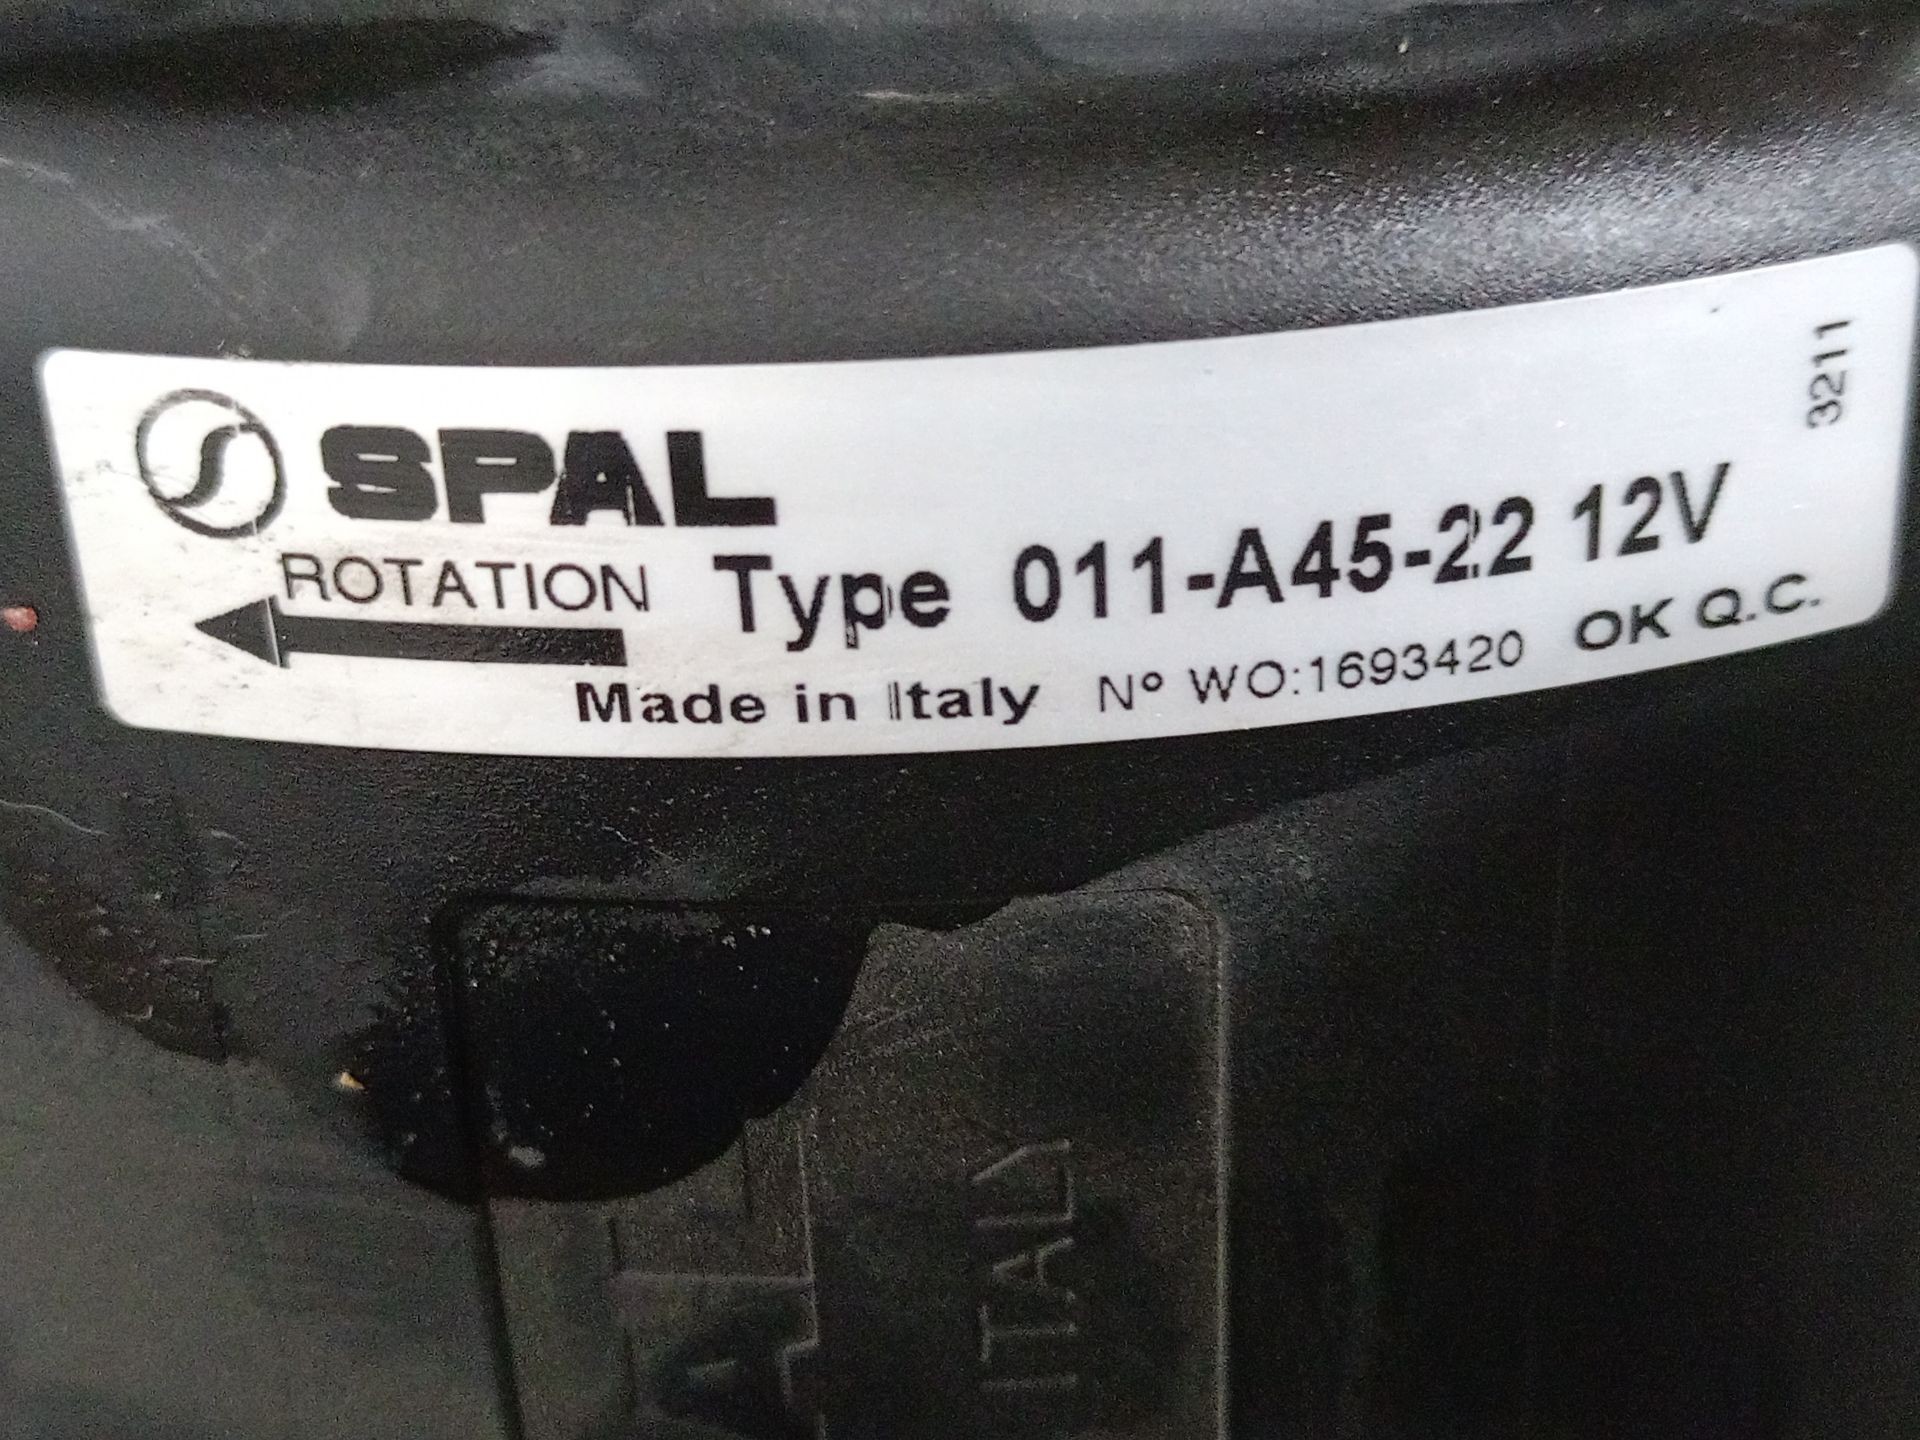 SPAL
3211
ROTATION Type 011-A45-22 12V
Made in Italy N° WO:1693420 OK Q.C.
ITALY